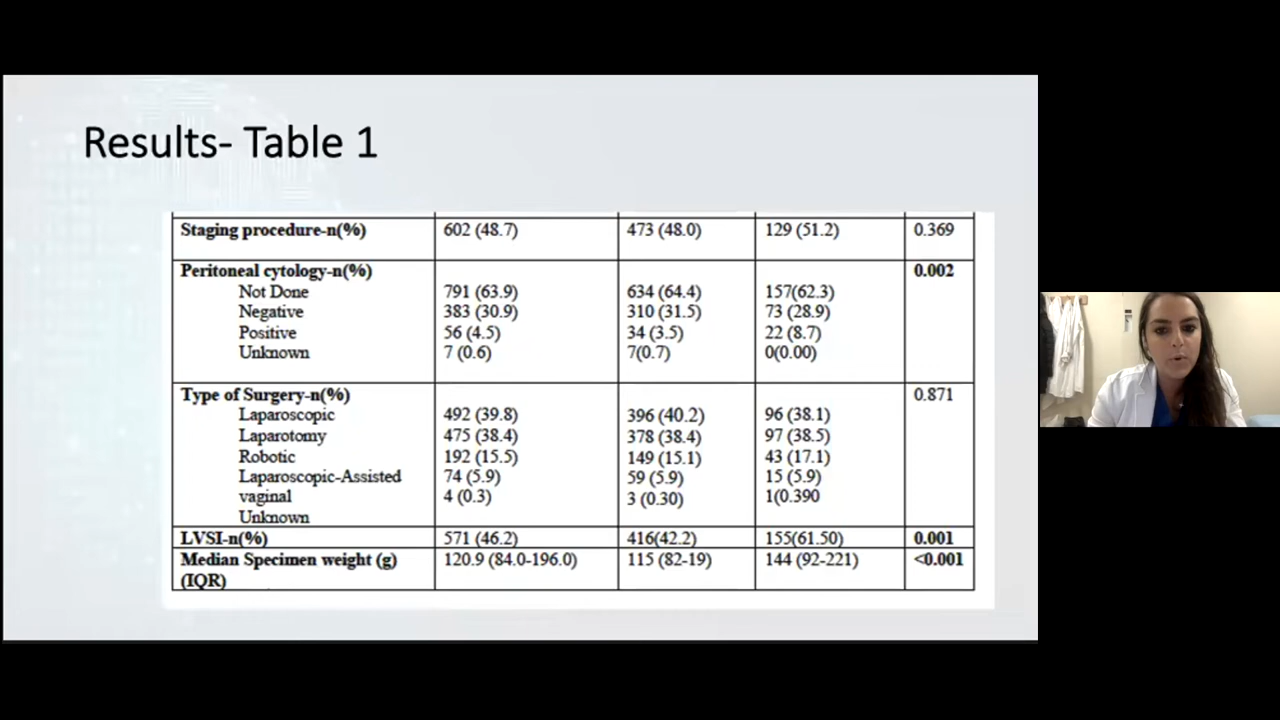 Results- Table 1
Staging procedure-n(%) 602 (48.7) 473 (48.0) 129 (51.2) 0.369
Peritoneal cytology-n(%) 0.002
Not Done 791 (63.9) 634 (64.4) 157(62.3)
Negative 383 (30.9) 310 (31.5) 73 (28.9)
Positive 56 (4.5) 34 (3.5) 22 (8.7)
Unknown 7 (0.6) 7(0.7) 0(0.00)
Type of Surgery-n(%) 0.871
Laparoscopic 492 (39.8) 396 (40.2) 96 (38.1)
Laparotomy 475 (38.4) 378 (38.4) 97 (38.5)
Robotic 192 (15.5) 149 (15.1) 43 (17.1)
Laparoscopic-Assisted 74 (5.9) 59 (5.9) 15 (5.9)
vaginal 4 (0.3) 3 (0.30) 1(0.390
Unknown
LVSI-n(%) 571 (46.2) 416(42.2) 155(61.50) 0.001
Median Specimen weight (g) 120.9 (84.0-196.0) 115 (82-19) 144 (92-221) <0.001
(IQR)